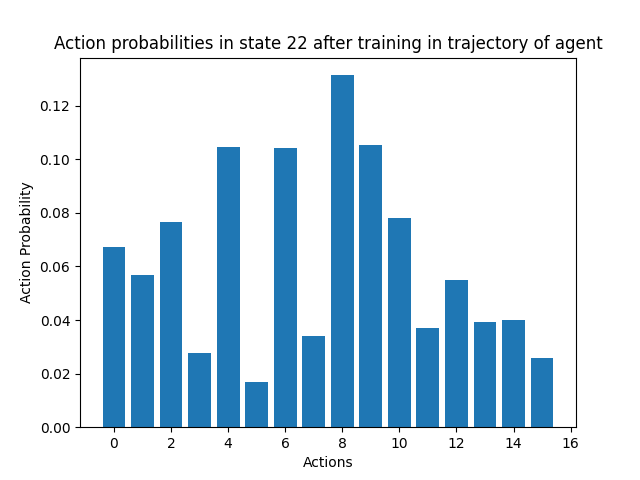 Action probabilities in state 22 after training in trajectory of agent
0.12
0.10
0.08
0.06
0.04
0.02
0.00
Action Probability
0 2 4 6 8 10 12 14 16
Actions